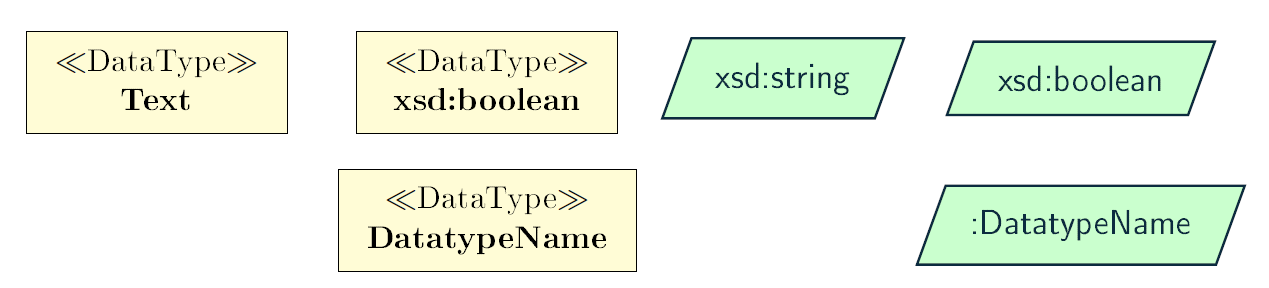 ≪DataType≫
Text
≪DataType≫
xsd:boolean
xsd:string
xsd:boolean
≪DataType≫
DatatypeName
:DatatypeName